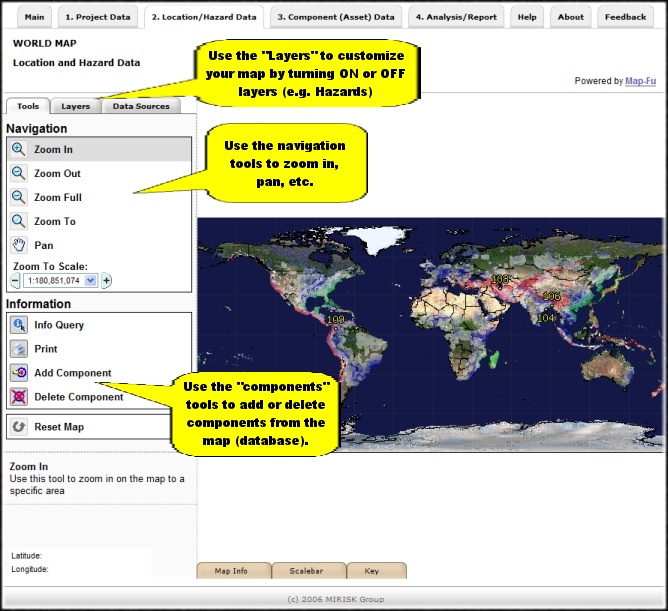 Main
1. Project Data
2. Location/Hazard Data
3. Component (Asset) Data
4. Analysis/Report
Help
About
Feedback
WORLD MAP
Location and Hazard Data
Use the "Layers" to customize
your map by turning ON or OFF
layers (e.g. Hazards)
Powered by Map-Fu
Tools
Layers
Data Sources
Navigation
Zoom In
Zoom Out
Zoom Full
Zoom To
Pan
Zoom To Scale:
1:180,851,074
Use the navigation
tools to zoom in,
pan, etc.
Information
Info Query
Print
Add Component
Delete Component
Reset Map
Use the "components"
tools to add or delete
components from the
map (database).
104
Zoom In
Use this tool to zoom in on the map to a
specific area
Latitude:
Longitude:
Map Info
Scalebar
Key
(c) 2006 MIRISK Group